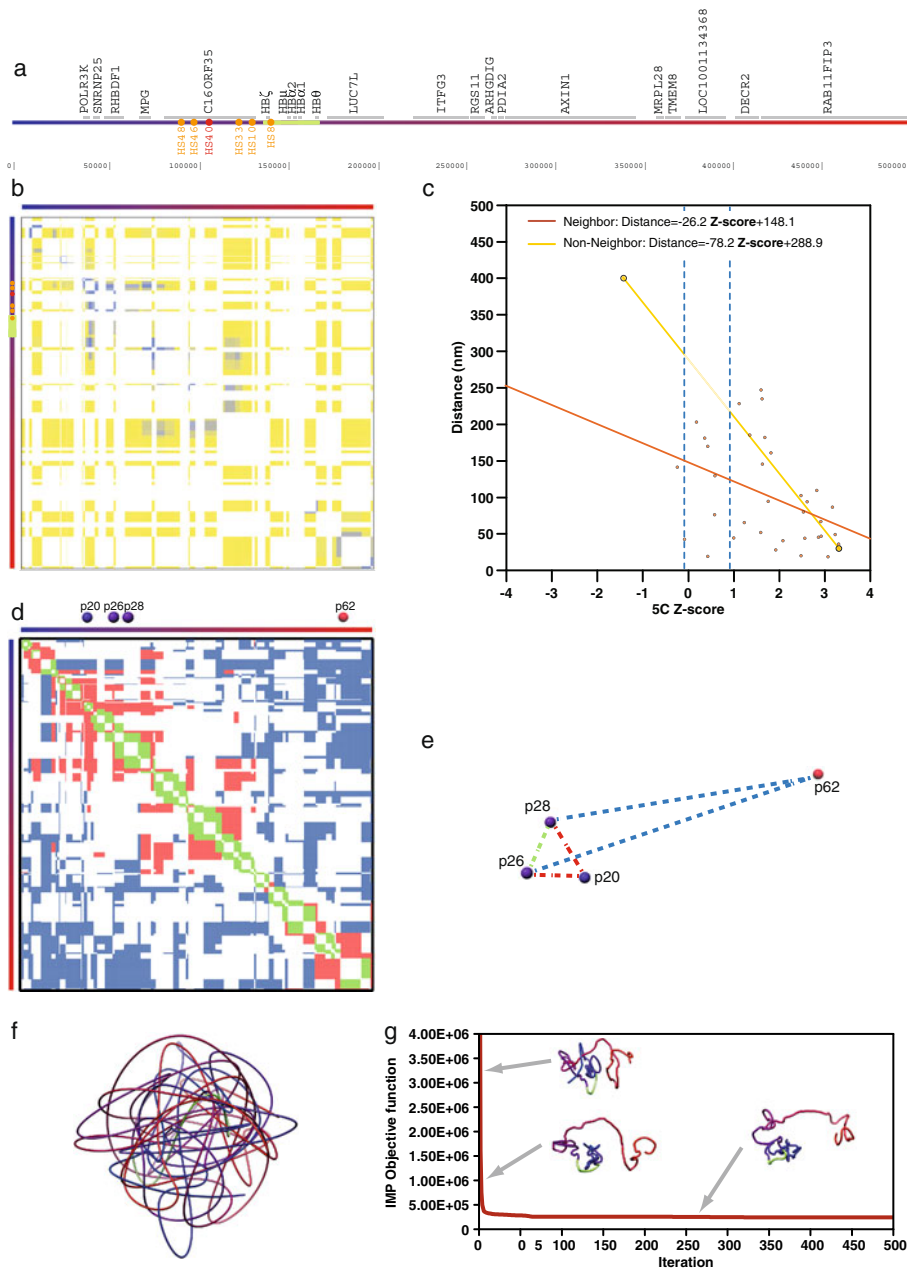 a
POLR3K
SNRNP25
RHBDF1
MPG
C16ORF35
HBζ
HBμ
HBα2
HBα1
HBθ
LUC7L
ITFG3
RGS11
ARHGDIG
PDIA2
AXIN1
MRPL28
TMEM8
LOC1001134368
DECR2
RAB11FIP3
HS48
HS46
HS40
HS33
HS10
HS8
0 50000 100000 150000 200000 250000 300000 350000 400000 450000 500000
b
c
Neighbor: Distance=-26.2 Z-score+148.1
Non-Neighbor: Distance=-78.2 Z-score+288.9
Distance (nm)
500
450
400
350
300
250
200
150
100
50
0
-4 -3 -2 -1 0 1 2 3 4
5C Z-score
d
p20 p26 p28 p62
e
p62
p28
p26
p20
f
g
IMP Objective function
4.00E+06
3.50E+06
3.00E+06
2.50E+06
2.00E+06
1.50E+06
1.00E+06
5.00E+05
0
0 0 5 100 150 200 250 300 350 400 450 500
Iteration